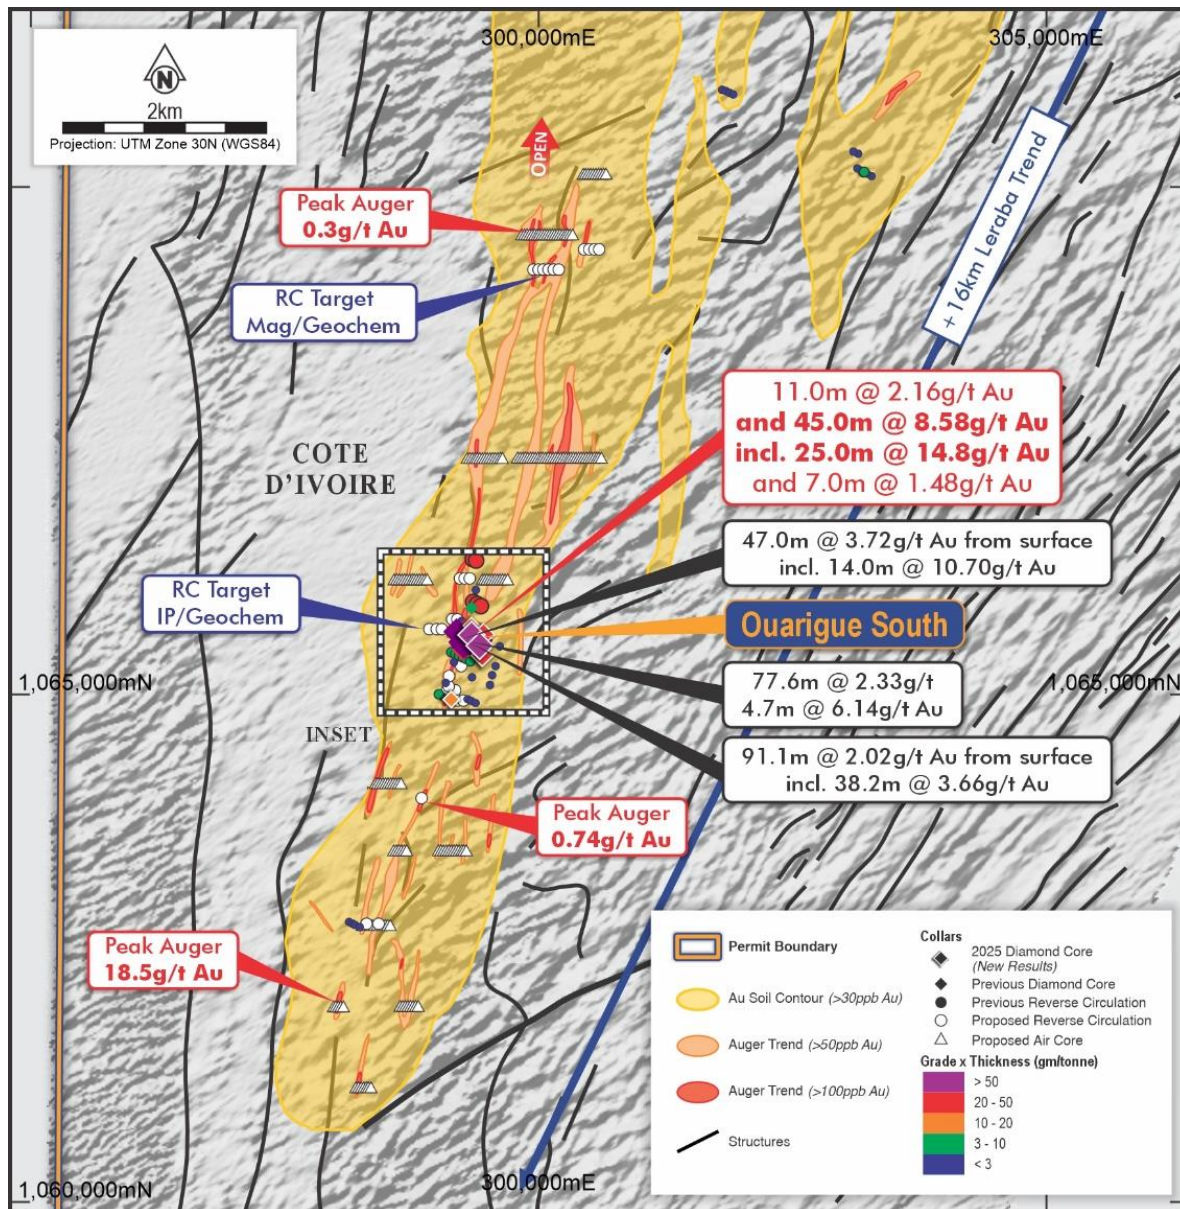 300,000mE
305,000mE
N
2km
Projection: UTM Zone 30N (WGS84)
OPEN
Peak Auger
0.3g/t Au
RC Target
Mag/Geochem
+ 16km Leraba Trend
11.0m @ 2.16g/t Au
and 45.0m @ 8.58g/t Au
incl. 25.0m @ 14.8g/t Au
and 7.0m @ 1.48g/t Au
COTE
D'IVOIRE
47.0m @ 3.72g/t Au from surface
incl. 14.0m @ 10.70g/t Au
RC Target
IP/Geochem
Ouarigue South
1,065,000mN
1,065,000mN
77.6m @ 2.33g/t
4.7m @ 6.14g/t Au
INSET
91.1m @ 2.02g/t Au from surface
incl. 38.2m @ 3.66g/t Au
Peak Auger
0.74g/t Au
Peak Auger
18.5g/t Au
Permit Boundary
Au Soil Contour (>30ppb Au)
Auger Trend (>50ppb Au)
Auger Trend (>100ppb Au)
Structures
Collars
2025 Diamond Core
(New Results)
Previous Diamond Core
Previous Reverse Circulation
Proposed Reverse Circulation
Proposed Air Core
Grade x Thickness (gm/tonne)
> 50
20 - 50
10 - 20
3 - 10
< 3
1,060,000mN
300,000mE